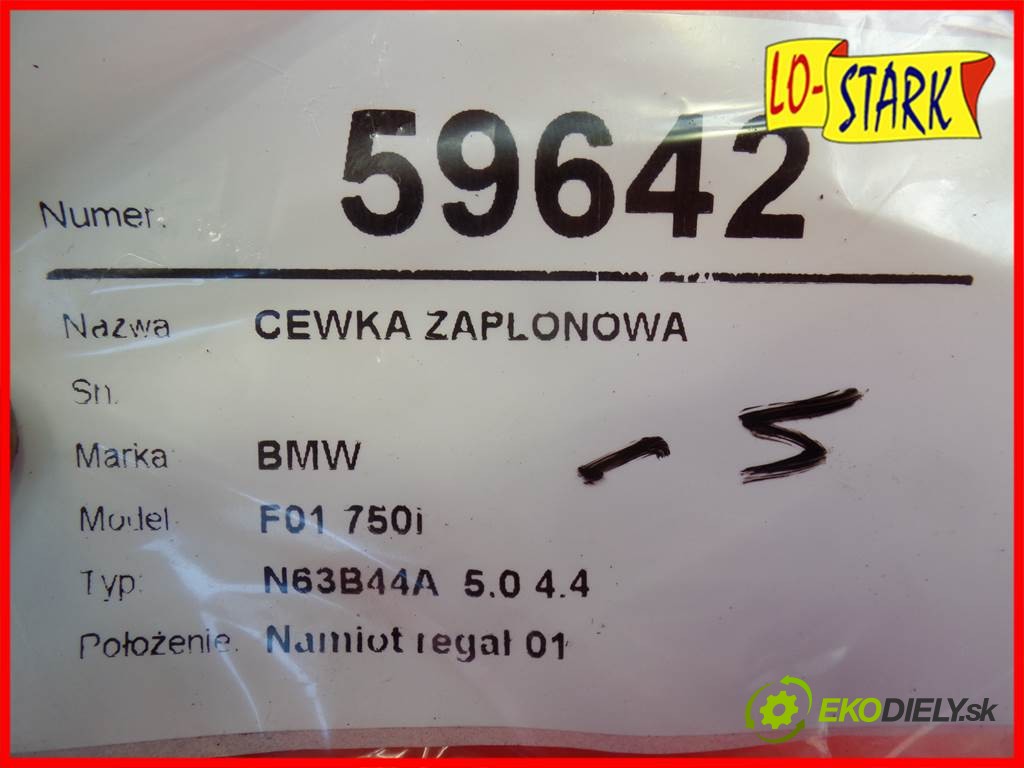 LO-STARK
Numer. 59642
Nazwa CEWKA ZAPLONOWA
Sn.
Marka BMW
Model F01 750i
Typ: N63B44A 5.0 4.4
Położenie. Namiot regał 01
EKODIELY.sk